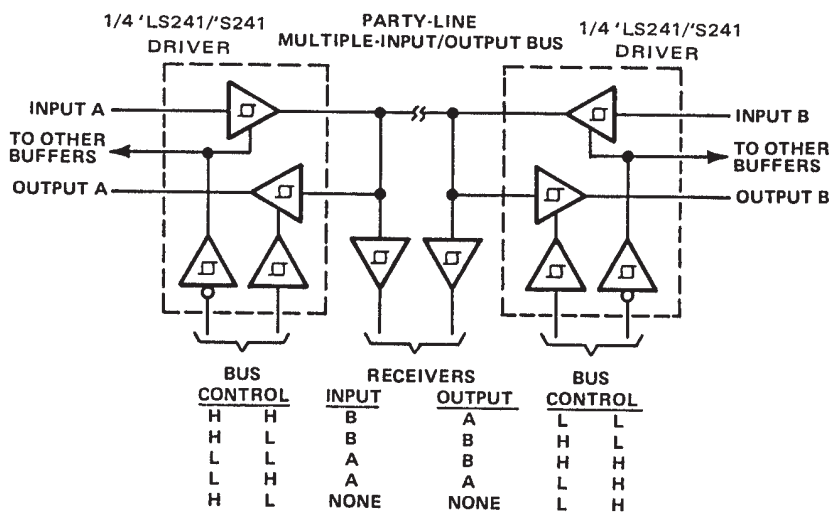 1/4 'LS241/'S241
DRIVER
PARTY-LINE
MULTIPLE-INPUT/OUTPUT BUS
1/4 'LS241/'S241
DRIVER
INPUT A
INPUT B
TO OTHER
BUFFERS
TO OTHER
BUFFERS
OUTPUT A
OUTPUT B
BUS
CONTROL
RECEIVERS
INPUT OUTPUT
BUS
CONTROL
H H B A L L
H L B B H L
L L A B H H
L H A A L H
H L NONE NONE L H